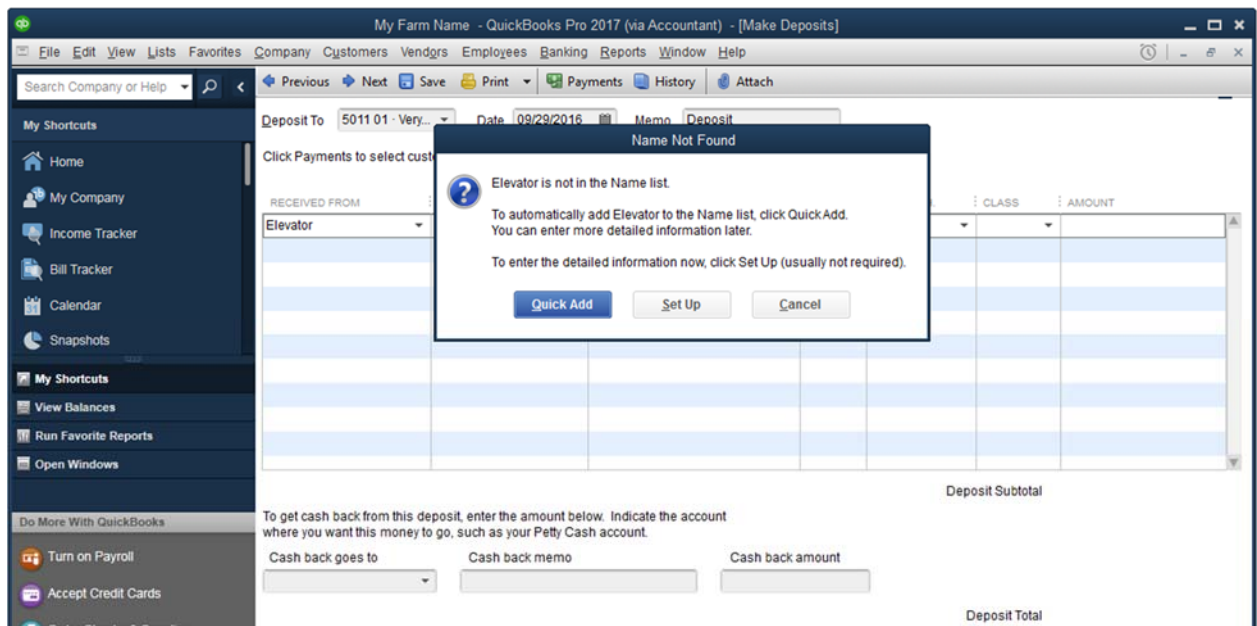 qb
My Farm Name - QuickBooks Pro 2017 (via Accountant) - [Make Deposits]
File Edit View Lists Favorites Company Customers Vendors Employees Banking Reports Window Help
Search Company or Help
Previous Next Save Print Payments History Attach
My Shortcuts
Home
My Company
Income Tracker
Bill Tracker
Calendar
Snapshots
My Shortcuts
View Balances
Run Favorite Reports
Open Windows
Do More With QuickBooks
Turn on Payroll
Accept Credit Cards
Deposit To 5011 01 · Very... Date 09/29/2016 Memo Deposit
Click Payments to select
RECEIVED FROM CLASS AMOUNT
Elevator
Name Not Found
Elevator is not in the Name list.
To automatically add Elevator to the Name list, click Quick Add.
You can enter more detailed information later.
To enter the detailed information now, click Set Up (usually not required).
Quick Add Set Up Cancel
Deposit Subtotal
To get cash back from this deposit, enter the amount below. Indicate the account
where you want this money to go, such as your Petty Cash account.
Cash back goes to Cash back memo Cash back amount
Deposit Total